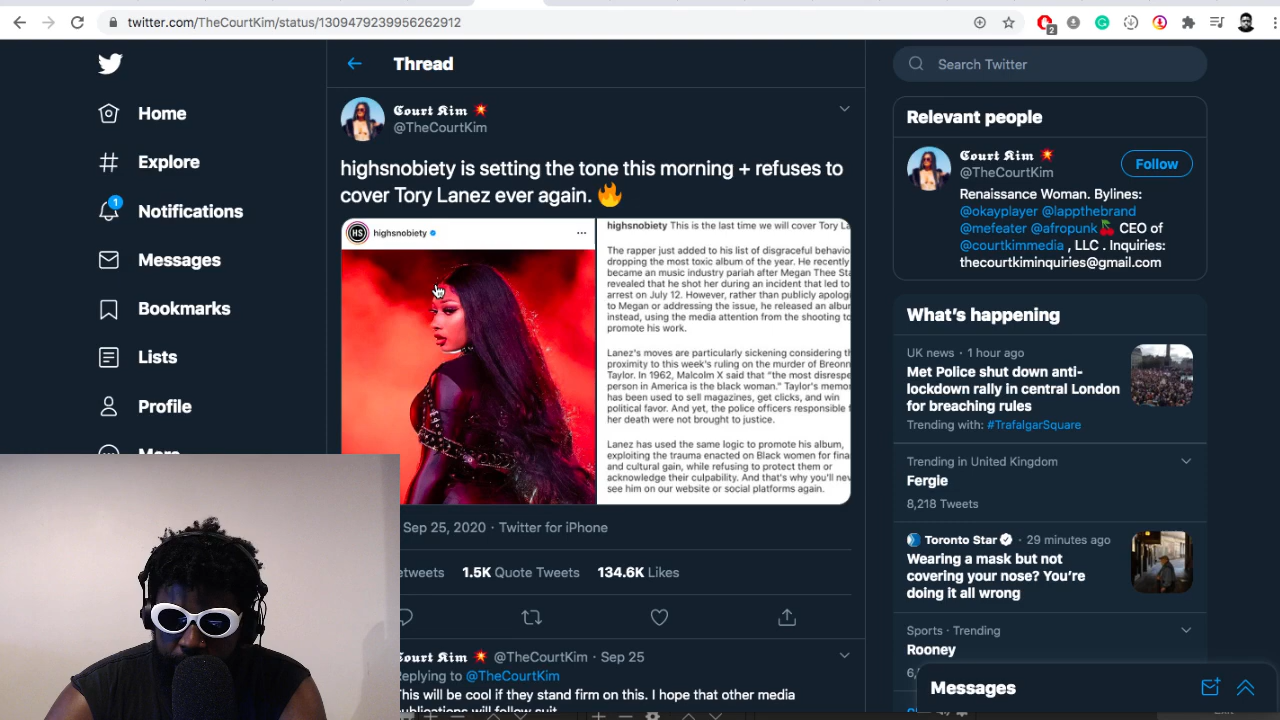 twitter.com/TheCourtKim/status/1309479239956262912
2
Home
Explore
1
Notifications
Messages
Bookmarks
Lists
Profile
More
Thread
𝕮𝖔𝖚𝖗𝖙 𝕶𝖎𝖒 💥
@TheCourtKim
highsnobiety is setting the tone this morning + refuses to
cover Tory Lanez ever again. 🔥
HS highsnobiety
highsnobiety This is the last time we will cover Tory La
The rapper just added to his list of disgraceful behavio
dropping the most toxic album of the year. He recently
became an music industry pariah after Megan Thee Sta
revealed that he shot her during an incident that led to
arrest on July 12. However, rather than publicly apolog
to Megan or addressing the issue, he released an albu
instead, using the media attention from the shooting to
promote his work.
Lanez's moves are particularly sickening considering th
proximity to this week's ruling on the murder of Breonn
Taylor. In 1962, Malcolm X said that "the most disrespe
person in America is the black woman." Taylor's memor
has been used to sell magazines, get clicks, and win
political favor. And yet, the police officers responsible f
her death were not brought to justice.
Lanez has used the same logic to promote his album,
exploiting the trauma enacted on Black women for fina
and cultural gain, while refusing to protect them or
acknowledge their culpability. And that's why you'll nev
see him on our website or social platforms again.
Sep 25, 2020 · Twitter for iPhone
etweets 1.5K Quote Tweets 134.6K Likes
𝕮𝖔𝖚𝖗𝖙 𝕶𝖎𝖒 💥 @TheCourtKim · Sep 25
Replying to @TheCourtKim
This will be cool if they stand firm on this. I hope that other media
publications will follow suit
Search Twitter
Relevant people
𝕮𝖔𝖚𝖗𝖙 𝕶𝖎𝖒 💥
@TheCourtKim
Follow
Renaissance Woman. Bylines:
@okayplayer @lappthebrand
@mefeater @afropunk🍒 CEO of
@courtkimmedia , LLC . Inquiries:
thecourtkiminquiries@gmail.com
What's happening
UK news · 1 hour ago
Met Police shut down anti-
lockdown rally in central London
for breaching rules
Trending with: #TrafalgarSquare
Trending in United Kingdom
Fergie
8,218 Tweets
Toronto Star · 29 minutes ago
Wearing a mask but not
covering your nose? You're
doing it all wrong
Sports · Trending
Rooney
6,
Messages